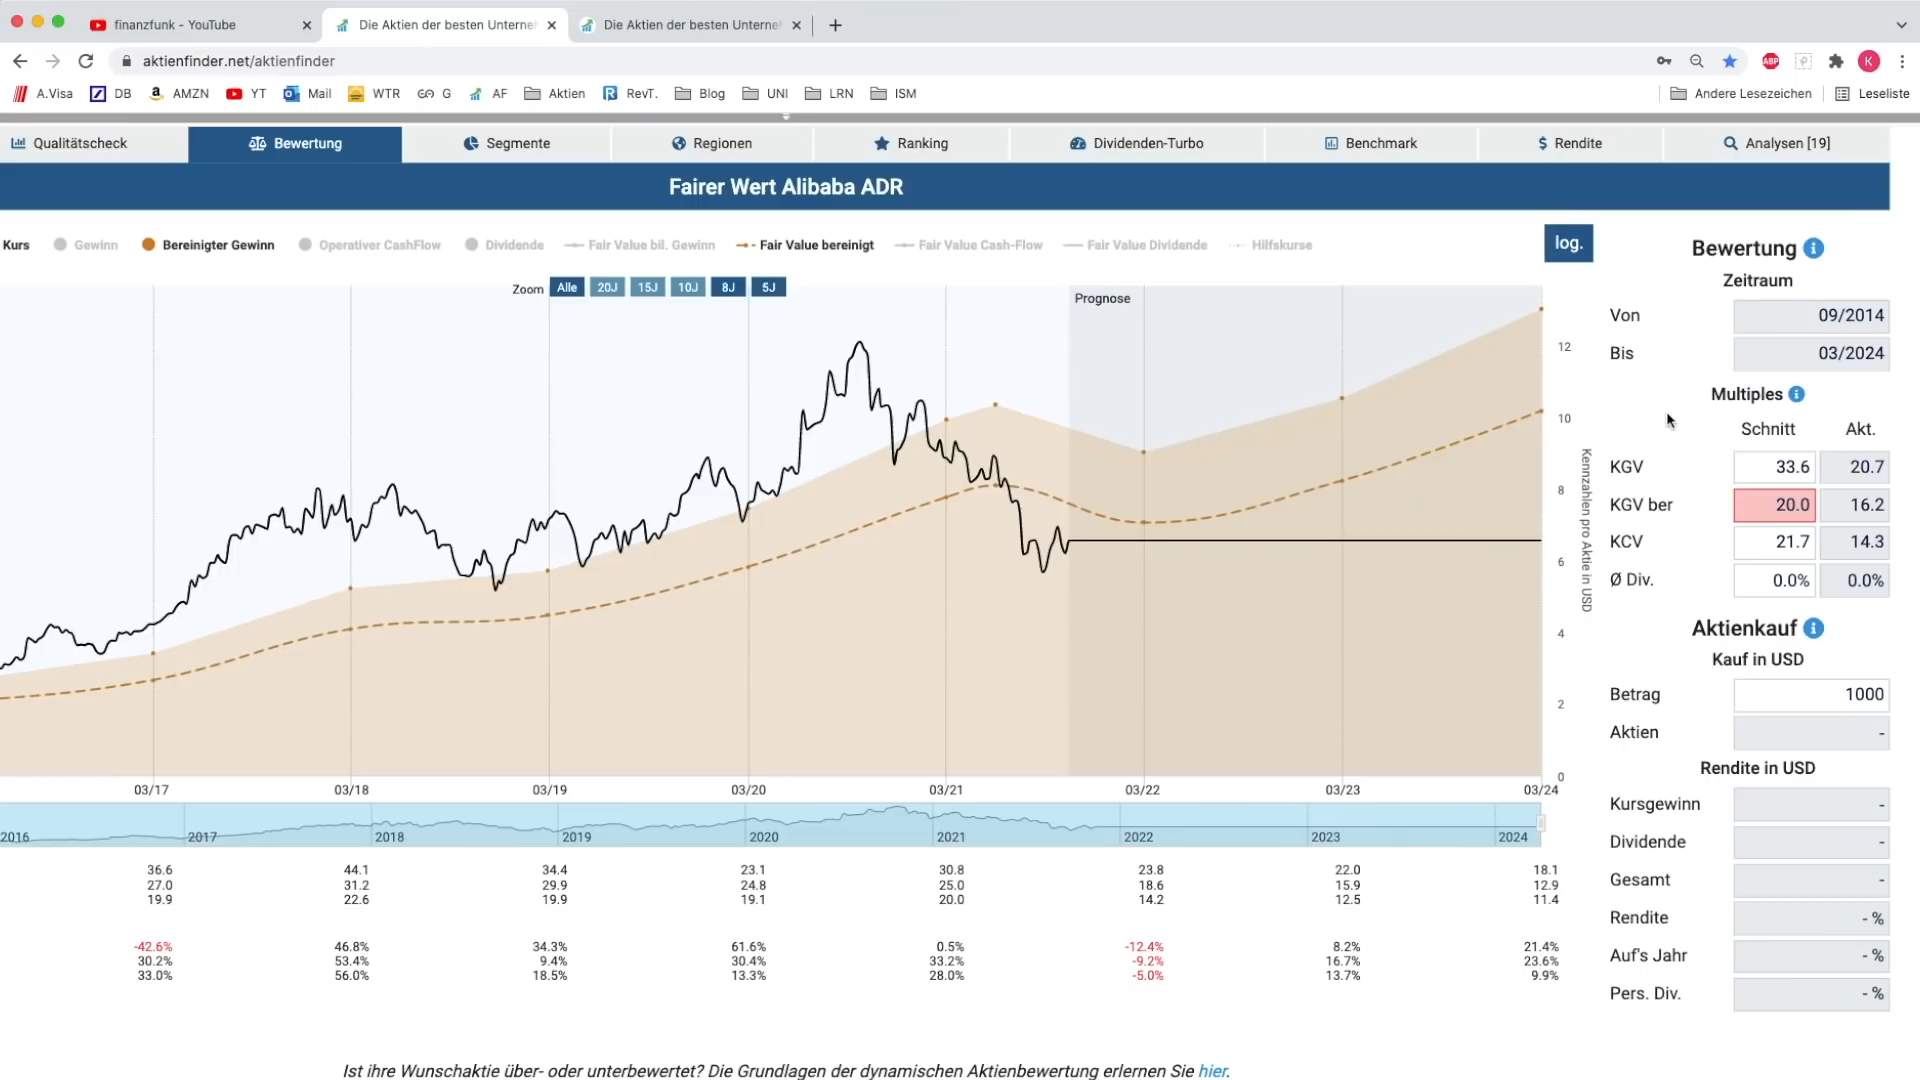 finanzfunk - YouTube
Die Aktien der besten Unterneh
Die Aktien der besten Unterne
aktienfinder.net/aktienfinder
ABP
K
A.Visa DB AMZN YT Mail WTR G AF Aktien RevT. Blog UNI LRN ISM Andere Lesezeichen Leseliste
Qualitätscheck Bewertung Segmente Regionen Ranking Dividenden-Turbo Benchmark Rendite Analysen [19]
Fairer Wert Alibaba ADR
Kurs Gewinn Bereinigter Gewinn Operativer CashFlow Dividende Fair Value bil. Gewinn Fair Value bereinigt Fair Value Cash-Flow Fair Value Dividende Hilfskurse
log.
Zoom Alle 20J 15J 10J 8J 5J
Prognose
12
10
8
6
4
2
0
Kennzahlen pro Aktie in USD
03/17 03/18 03/19 03/20 03/21 03/22 03/23 03/24
2016 2017 2018 2019 2020 2021 2022 2023 2024
36.6 44.1 34.4 23.1 30.8 23.8 22.0 18.1
27.0 31.2 29.9 24.8 25.0 18.6 15.9 12.9
19.9 22.6 19.9 19.1 20.0 14.2 12.5 11.4
-42.6% 46.8% 34.3% 61.6% 0.5% -12.4% 8.2% 21.4%
30.2% 53.4% 9.4% 30.4% 33.2% -9.2% 16.7% 23.6%
33.0% 56.0% 18.5% 13.3% 28.0% -5.0% 13.7% 9.9%
Bewertung
Zeitraum
Von 09/2014
Bis 03/2024
Multiples
Schnitt Akt.
KGV 33.6 20.7
KGV ber 20.0 16.2
KCV 21.7 14.3
Ø Div. 0.0% 0.0%
Aktienkauf
Kauf in USD
Betrag 1000
Aktien -
Rendite in USD
Kursgewinn -
Dividende -
Gesamt -
Rendite - %
Auf's Jahr - %
Pers. Div. - %
Ist ihre Wunschaktie über- oder unterbewertet? Die Grundlagen der dynamischen Aktienbewertung erlernen Sie hier.